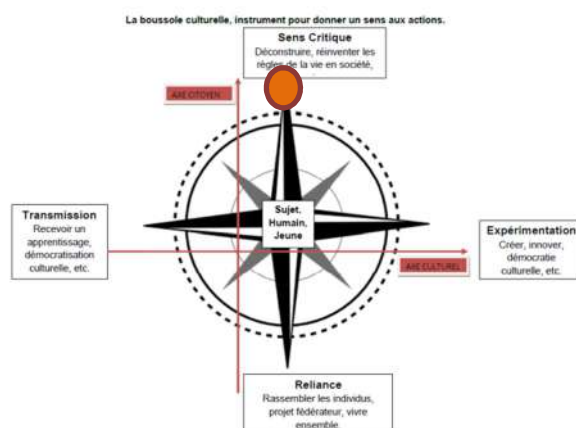 La boussole culturelle, instrument pour donner un sens aux actions.
Sens Critique
Déconstruire, réinventer les
règles de la vie en société,
AXE CITOYEN
Transmission
Recevoir un
apprentissage,
démocratisation
culturelle, etc.
Sujet,
Humain,
Jeune
Expérimentation
Créer, innover,
démocratie
culturelle, etc.
AXE CULTUREL
Reliance
Rassembler les individus,
projet fédérateur, vivre
ensemble.